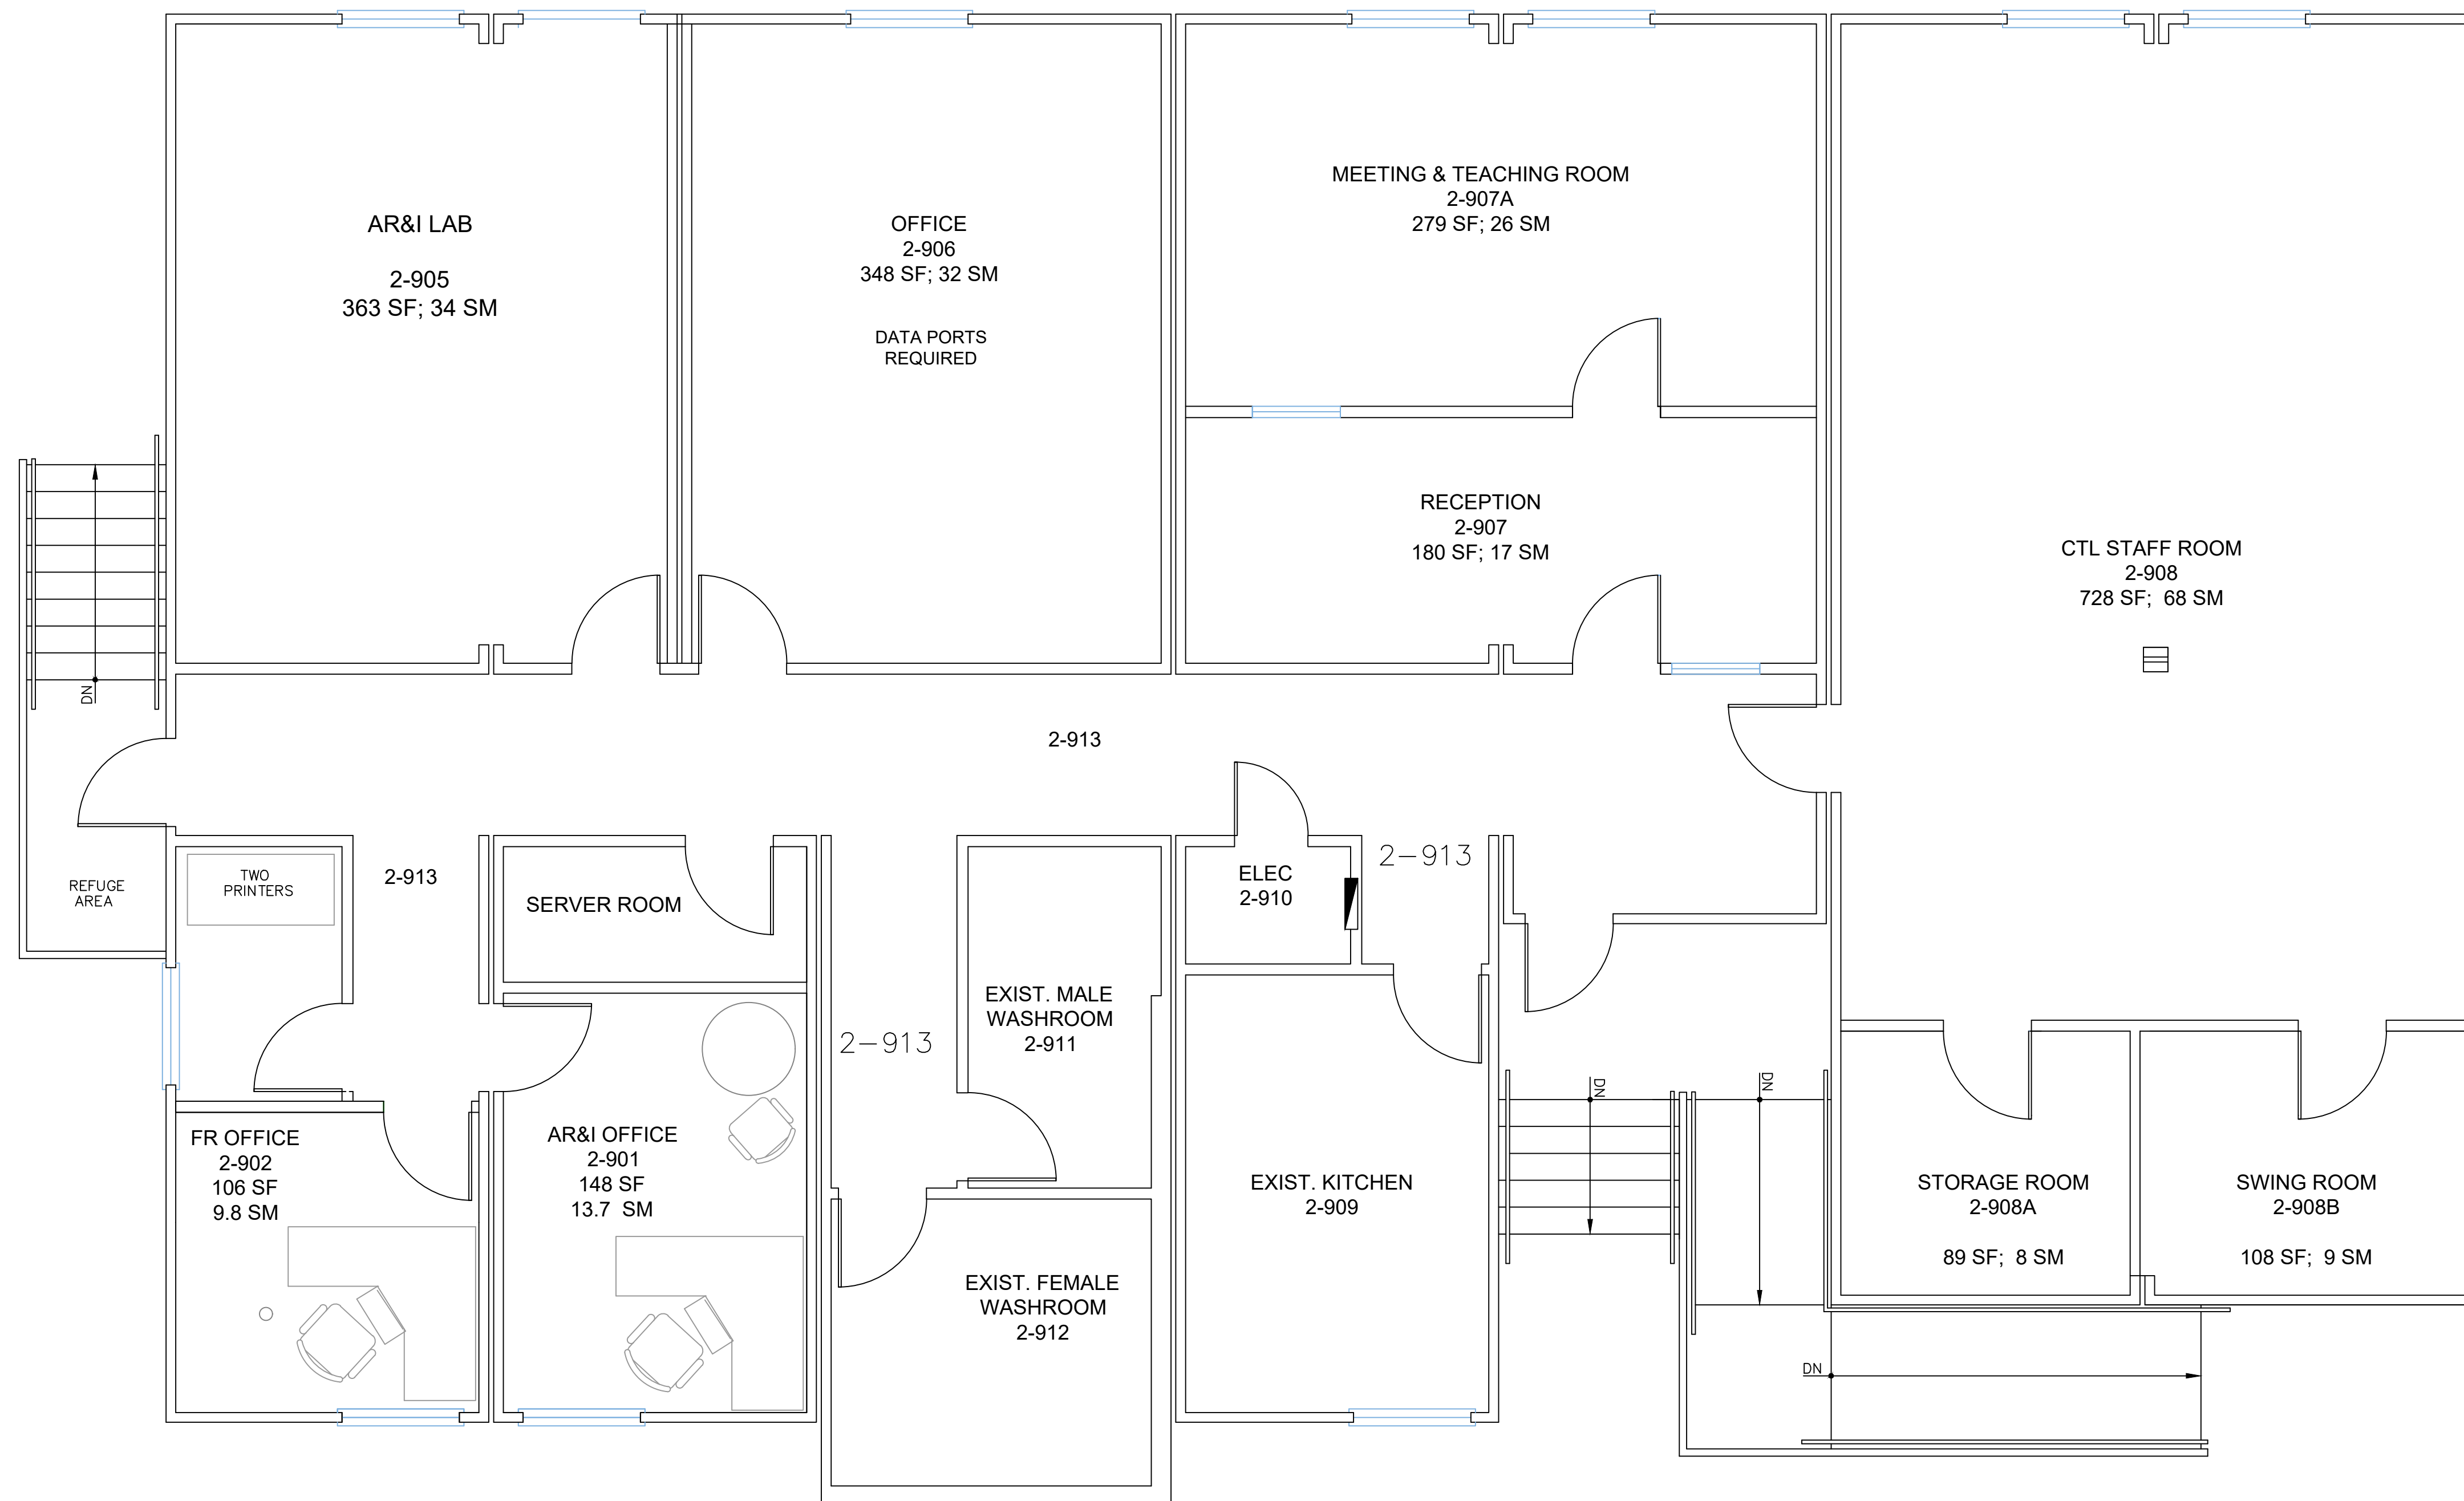 AR&I LAB
2-905
363 SF; 34 SM
OFFICE
2-906
348 SF; 32 SM
DATA PORTS
REQUIRED
MEETING & TEACHING ROOM
2-907A
279 SF; 26 SM
RECEPTION
2-907
180 SF; 17 SM
CTL STAFF ROOM
2-908
728 SF; 68 SM
DN
2-913
REFUGE
AREA
TWO
PRINTERS
2-913
SERVER ROOM
ELEC
2-910
2-913
2-913
EXIST. MALE
WASHROOM
2-911
FR OFFICE
2-902
106 SF
9.8 SM
AR&I OFFICE
2-901
148 SF
13.7 SM
EXIST. FEMALE
WASHROOM
2-912
EXIST. KITCHEN
2-909
DN
DN
STORAGE ROOM
2-908A
89 SF; 8 SM
SWING ROOM
2-908B
108 SF; 9 SM
DN